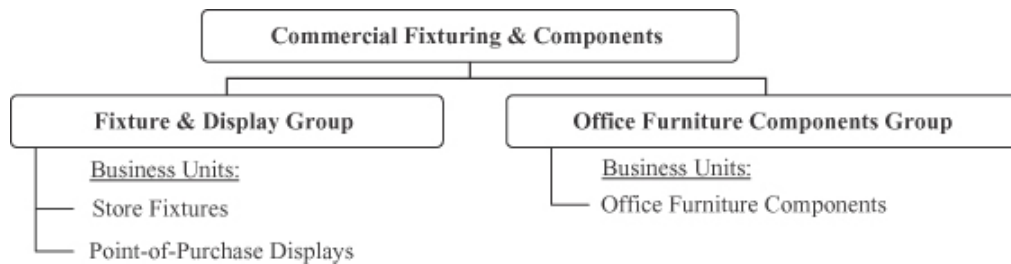 Commercial Fixturing & Components
Fixture & Display Group
Business Units:
Store Fixtures
Point-of-Purchase Displays
Office Furniture Components Group
Business Units:
Office Furniture Components